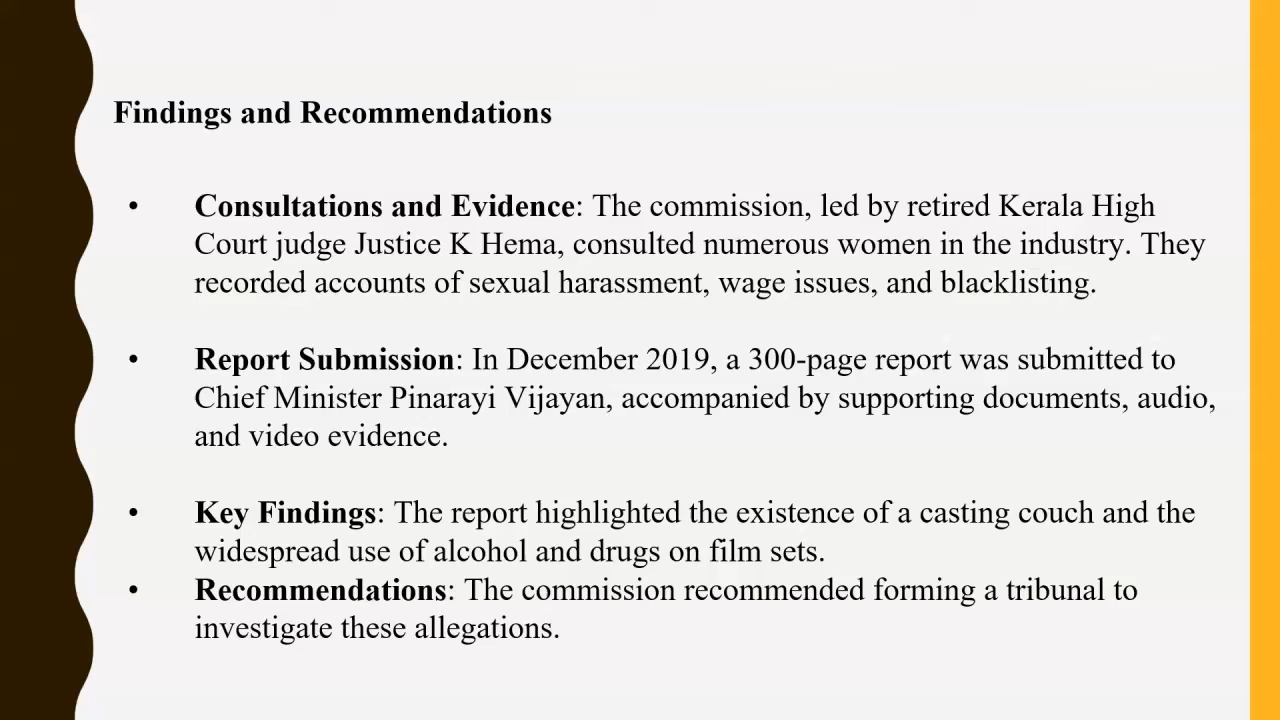 Findings and Recommendations
• Consultations and Evidence: The commission, led by retired Kerala High
Court judge Justice K Hema, consulted numerous women in the industry. They
recorded accounts of sexual harassment, wage issues, and blacklisting.
• Report Submission: In December 2019, a 300-page report was submitted to
Chief Minister Pinarayi Vijayan, accompanied by supporting documents, audio,
and video evidence.
• Key Findings: The report highlighted the existence of a casting couch and the
widespread use of alcohol and drugs on film sets.
• Recommendations: The commission recommended forming a tribunal to
investigate these allegations.